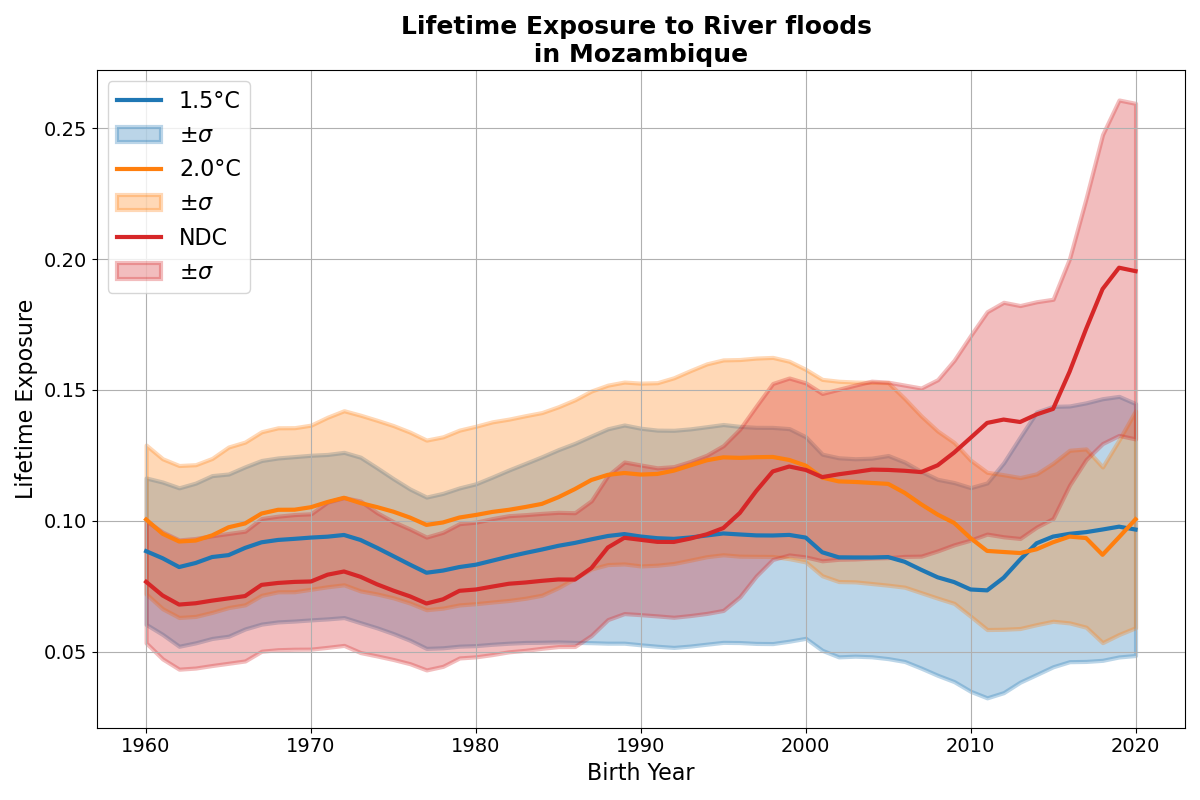 Lifetime Exposure to River floods
in Mozambique
1.5°C
±σ
2.0°C
±σ
NDC
±σ
Lifetime Exposure
0.25
0.20
0.15
0.10
0.05
1960 1970 1980 1990 2000 2010 2020
Birth Year